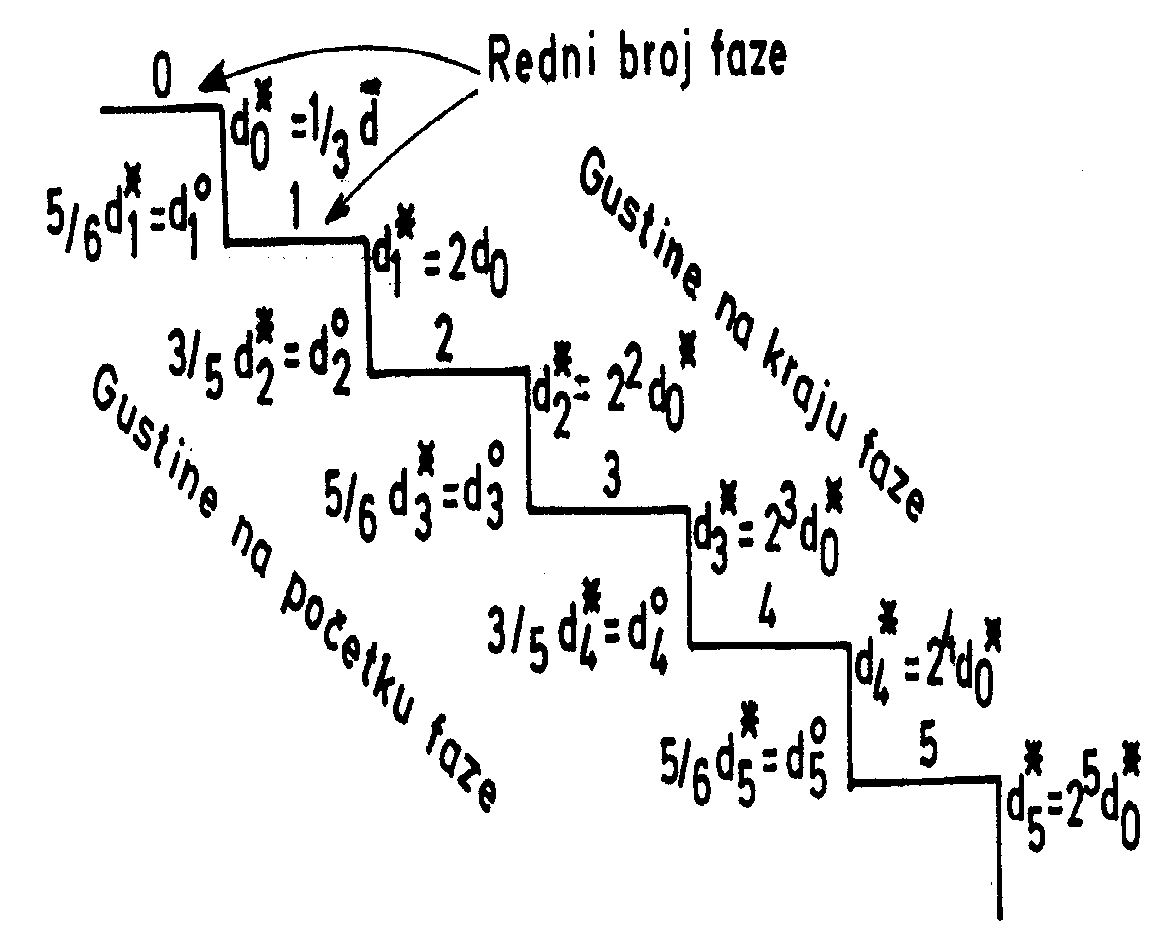 Redni broj faze
0
d₀* = 1/3 d̄
5/6 d₁* = d₁°
1
d₁* = 2d₀
3/5 d₂* = d₂°
2
d₂* = 2² d₀*
5/6 d₃* = d₃°
3
d₃* = 2³ d₀*
3/5 d₄* = d₄°
4
d₄* = 2⁴ d₀*
5/6 d₅* = d₅°
5
d₅* = 2⁵ d₀*
Gustine na kraju faze
Gustine na početku faze